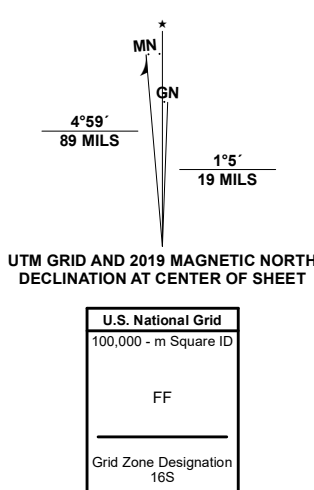 ★
MN
GN
4°59´
89 MILS
1°5´
19 MILS
UTM GRID AND 2019 MAGNETIC NORTH
DECLINATION AT CENTER OF SHEET
U.S. National Grid
100,000 - m Square ID
FF
Grid Zone Designation
16S